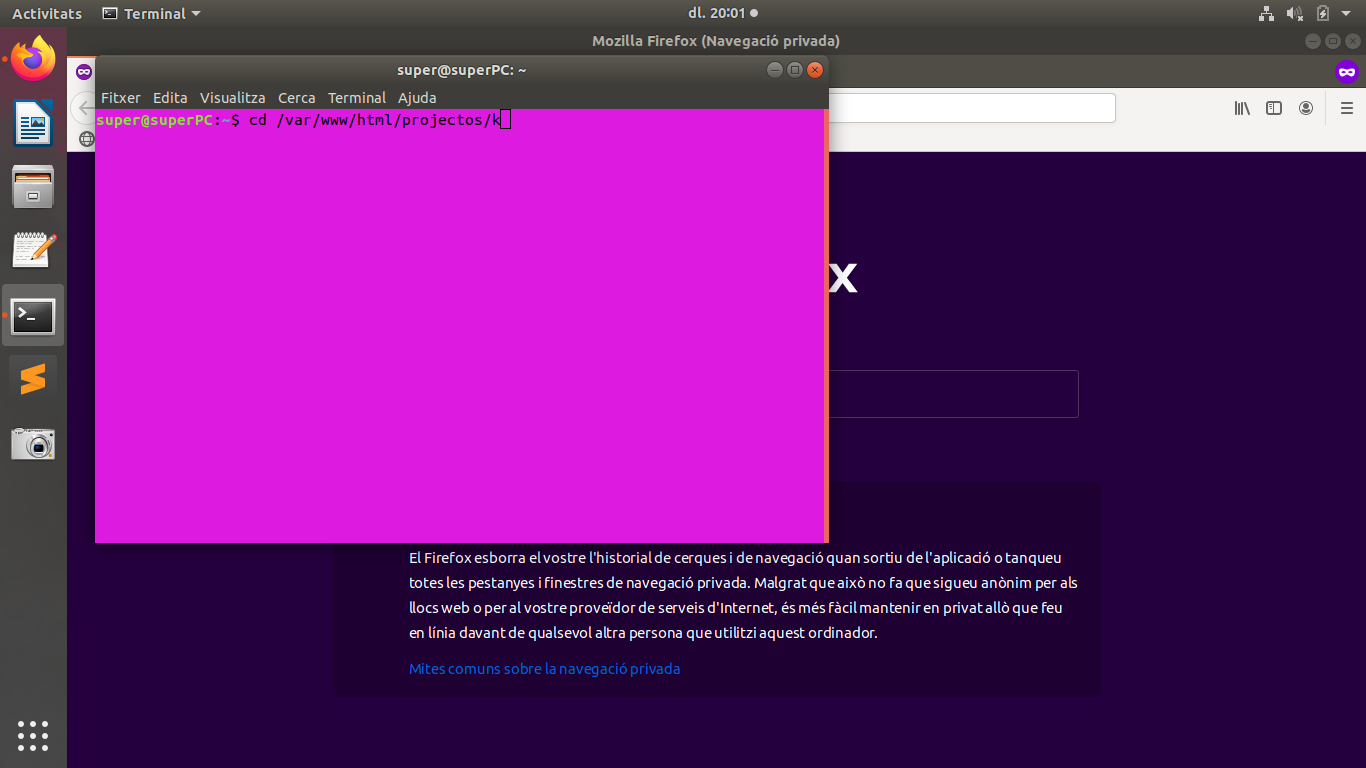 Activitats Terminal dl. 20:01
Mozilla Firefox (Navegació privada)
super@superPC: ~
Fitxer Edita Visualitza Cerca Terminal Ajuda
super@superPC:~$ cd /var/www/html/projectos/k
x
El Firefox esborra el vostre l'historial de cerques i de navegació quan sortiu de l'aplicació o tanqueu
totes les pestanyes i finestres de navegació privada. Malgrat que això no fa que sigueu anònim per als
llocs web o per al vostre proveïdor de serveis d'Internet, és més fàcil mantenir en privat allò que feu
en línia davant de qualsevol altra persona que utilitzi aquest ordinador.
Mites comuns sobre la navegació privada